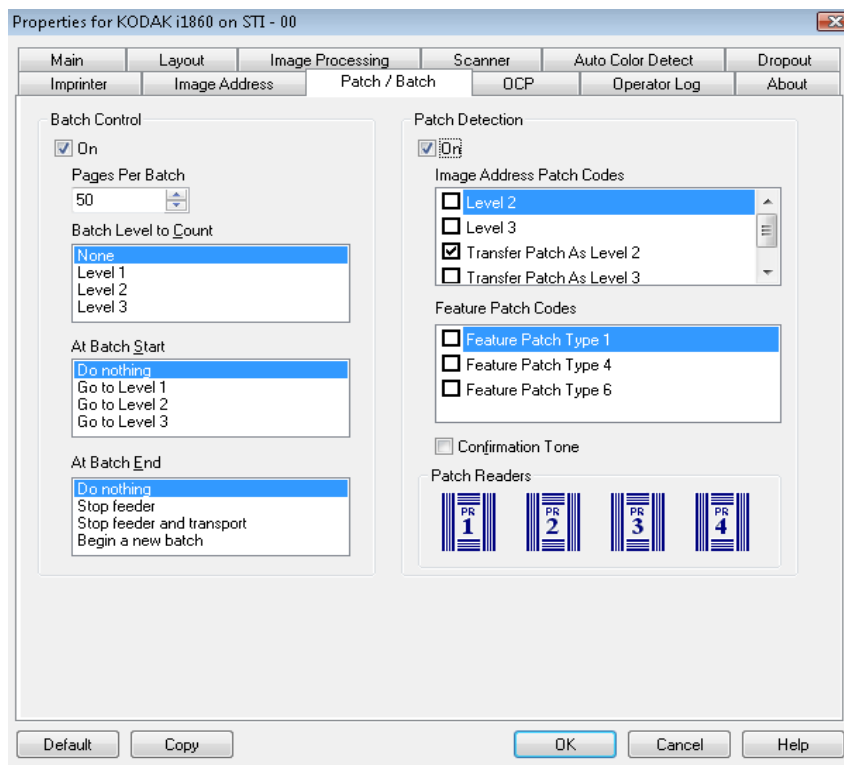 Properties for KODAK i1860 on STI - 00
Main Layout Image Processing Scanner Auto Color Detect Dropout
Imprinter Image Address Patch / Batch OCP Operator Log About
Batch Control
On
Pages Per Batch
50
Batch Level to Count
None
Level 1
Level 2
Level 3
At Batch Start
Do nothing
Go to Level 1
Go to Level 2
Go to Level 3
At Batch End
Do nothing
Stop feeder
Stop feeder and transport
Begin a new batch
Patch Detection
On
Image Address Patch Codes
Level 2
Level 3
Transfer Patch As Level 2
Transfer Patch As Level 3
Feature Patch Codes
Feature Patch Type 1
Feature Patch Type 4
Feature Patch Type 6
Confirmation Tone
Patch Readers
PR PR PR PR
1 2 3 4
Default Copy OK Cancel Help